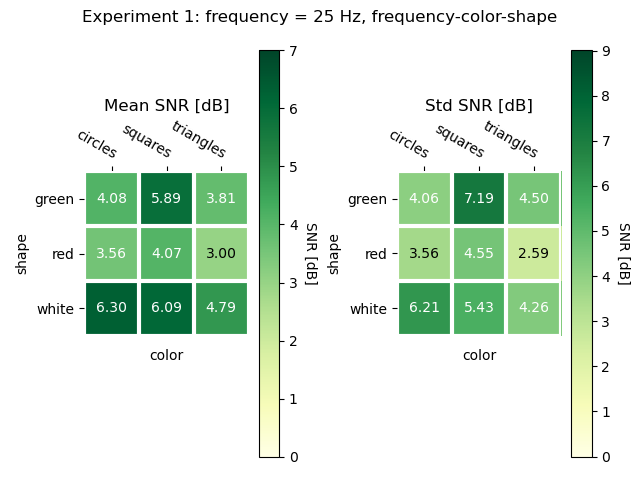 Experiment 1: frequency = 25 Hz, frequency-color-shape
Mean SNR [dB]
circles squares triangles
shape
green 4.08 5.89 3.81
red 3.56 4.07 3.00
white 6.30 6.09 4.79
color
7
6
5
4
3
2
1
0
SNR [dB]
Std SNR [dB]
circles squares triangles
shape
green 4.06 7.19 4.50
red 3.56 4.55 2.59
white 6.21 5.43 4.26
color
9
8
7
6
5
4
3
2
1
0
SNR [dB]